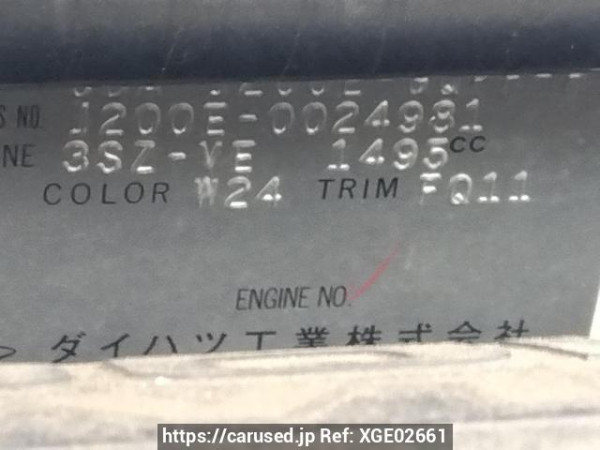 S NO. J200E-0024981
NE 3SZ-VE 1495CC
COLOR W24 TRIM FQ11
ENGINE NO.
ダイハツ工業株式会社
https://carused.jp Ref: XGE02661